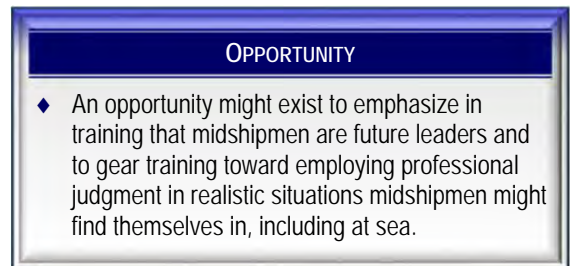 OPPORTUNITY
♦ An opportunity might exist to emphasize in
training that midshipmen are future leaders and
to gear training toward employing professional
judgment in realistic situations midshipmen might
find themselves in, including at sea.